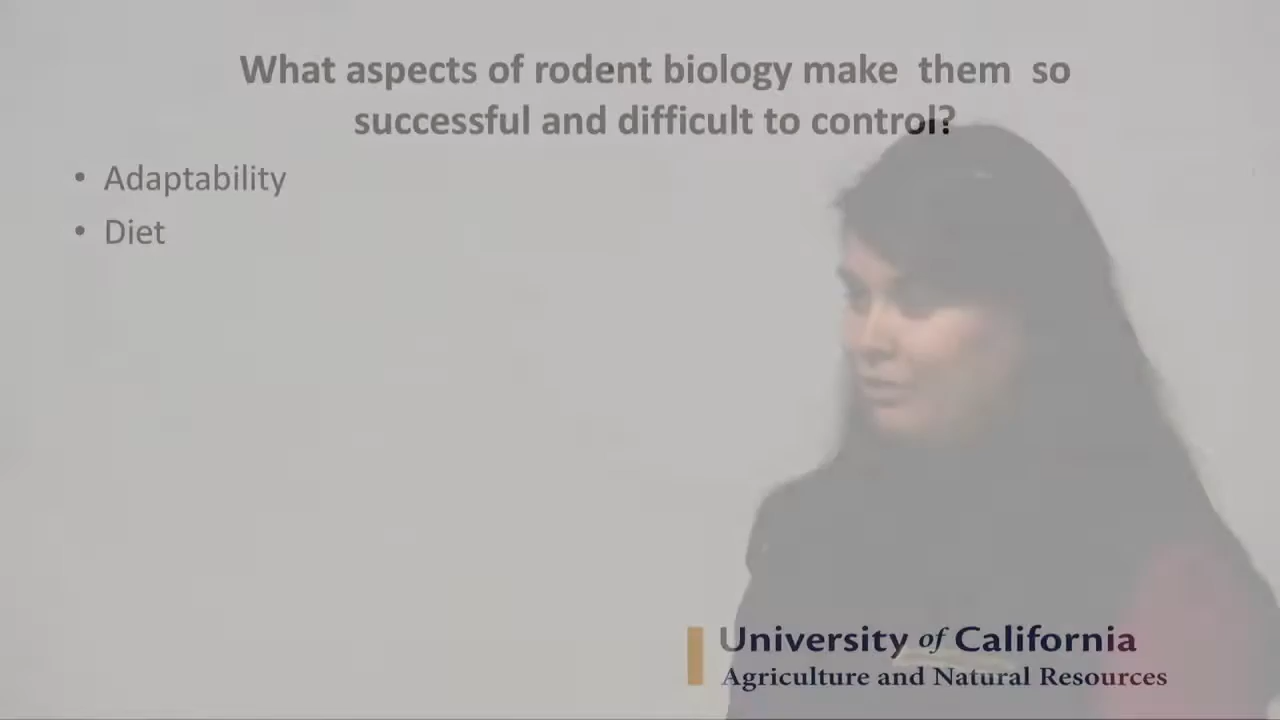 What aspects of rodent biology make them so
successful and difficult to control?
• Adaptability
• Diet
University of California
Agriculture and Natural Resources